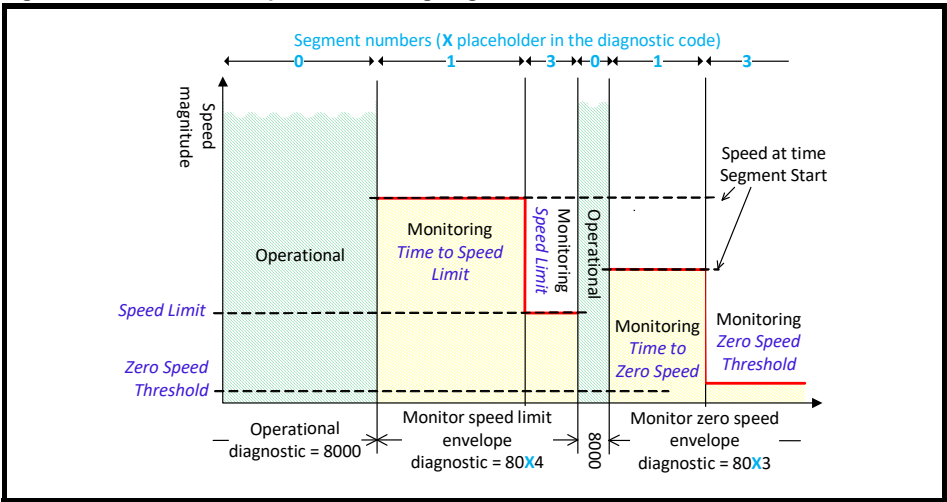 Segment numbers (X placeholder in the diagnostic code)
0 1 3 0 1 3
Speed
magnitude
Speed at time
Segment Start
Operational
Monitoring
Time to Speed
Limit
Monitoring
Speed Limit
Operational
Monitoring
Time to
Zero Speed
Monitoring
Zero Speed
Threshold
Speed Limit
Zero Speed
Threshold
Operational
diagnostic = 8000
Monitor speed limit
envelope
diagnostic = 80X4
8000
Monitor zero speed
envelope
diagnostic = 80X3